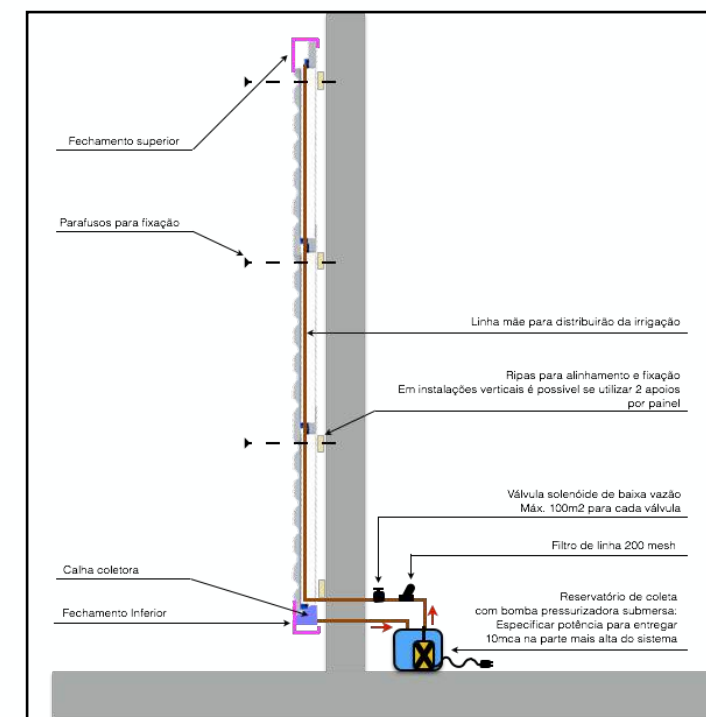 Fechamento superior
Parafusos para fixação
Linha mãe para distribuirão da irrigação
Ripas para alinhamento e fixação
Em instalações verticais é possível se utilizar 2 apoios
por painel
Válvula solenóide de baixa vazão
Máx. 100m2 para cada válvula
Filtro de linha 200 mesh
Calha coletora
Fechamento Inferior
Reservatório de coleta
com bomba pressurizadora submersa;
Especificar potência para entregar
10mca na parte mais alta do sistema